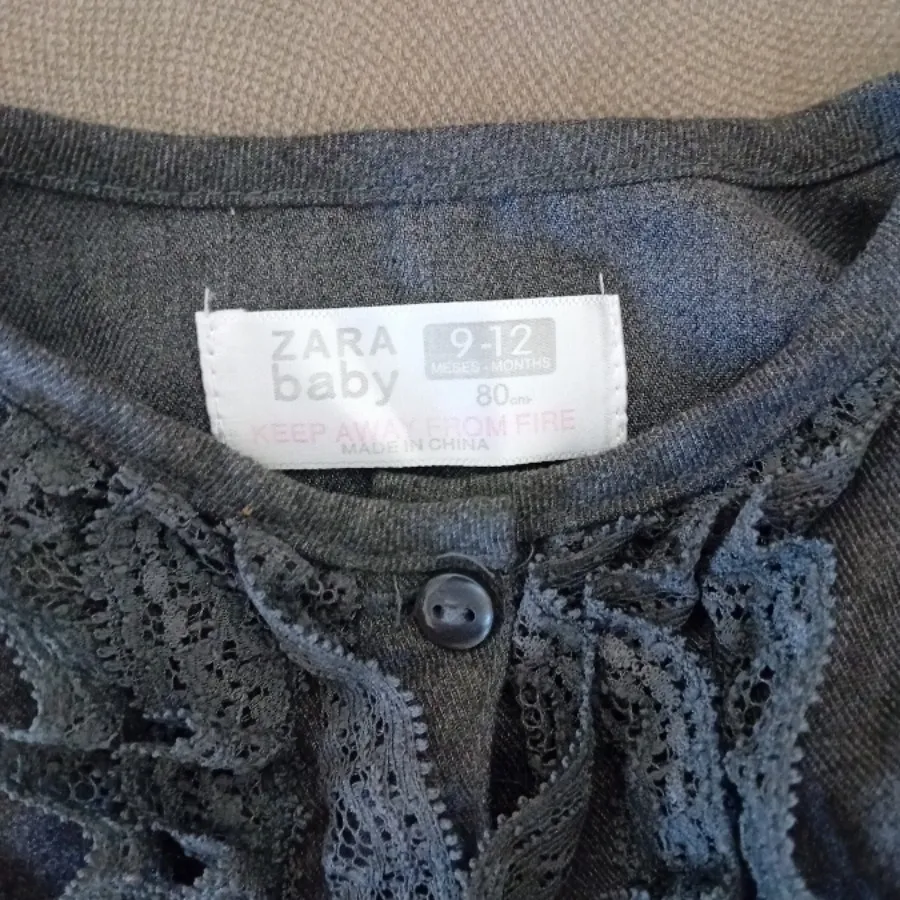 ZARA
baby
9-12
MESES - MONTHS
80cm
KEEP AWAY FROM FIRE
MADE IN CHINA